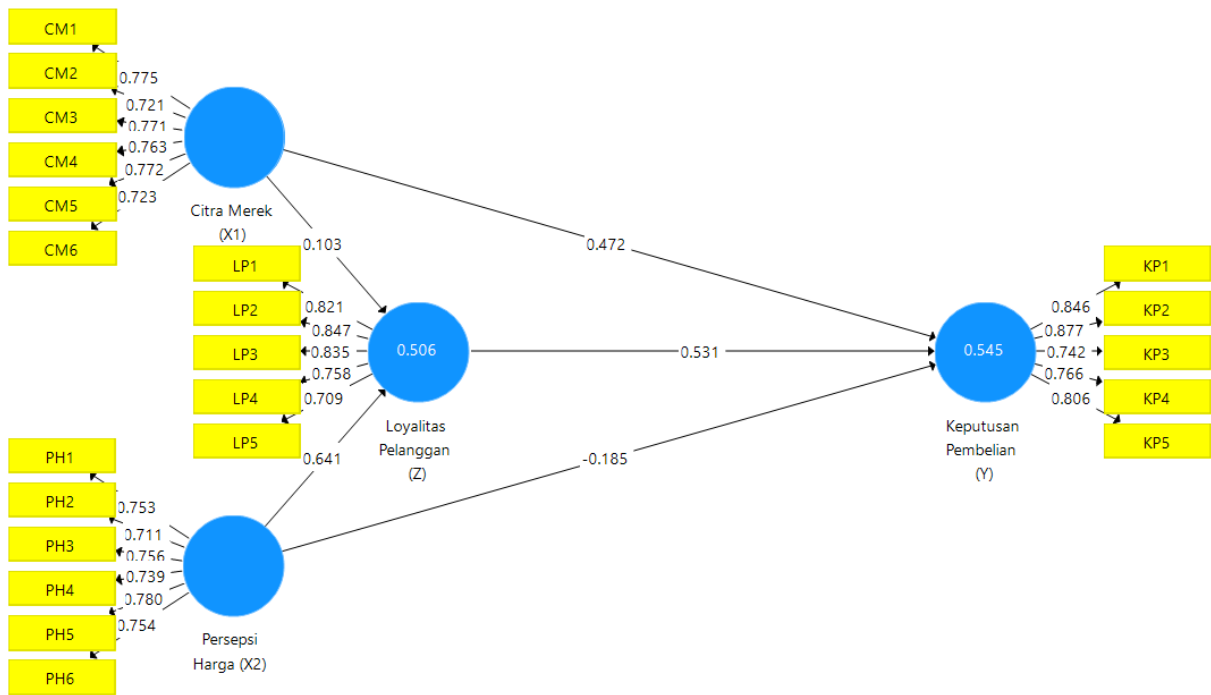 CM1
CM2
CM3
CM4
CM5
CM6
0.775
0.721
0.771
0.763
0.772
0.723
Citra Merek
(X1)
0.103
0.472
LP1
LP2
LP3
LP4
LP5
0.821
0.847
0.835
0.758
0.709
0.506
Loyalitas
Pelanggan
(Z)
0.531
0.641
-0.185
0.545
Keputusan
Pembelian
(Y)
0.846
0.877
0.742
0.766
0.806
KP1
KP2
KP3
KP4
KP5
PH1
PH2
PH3
PH4
PH5
PH6
0.753
0.711
0.756
0.739
0.780
0.754
Persepsi
Harga (X2)